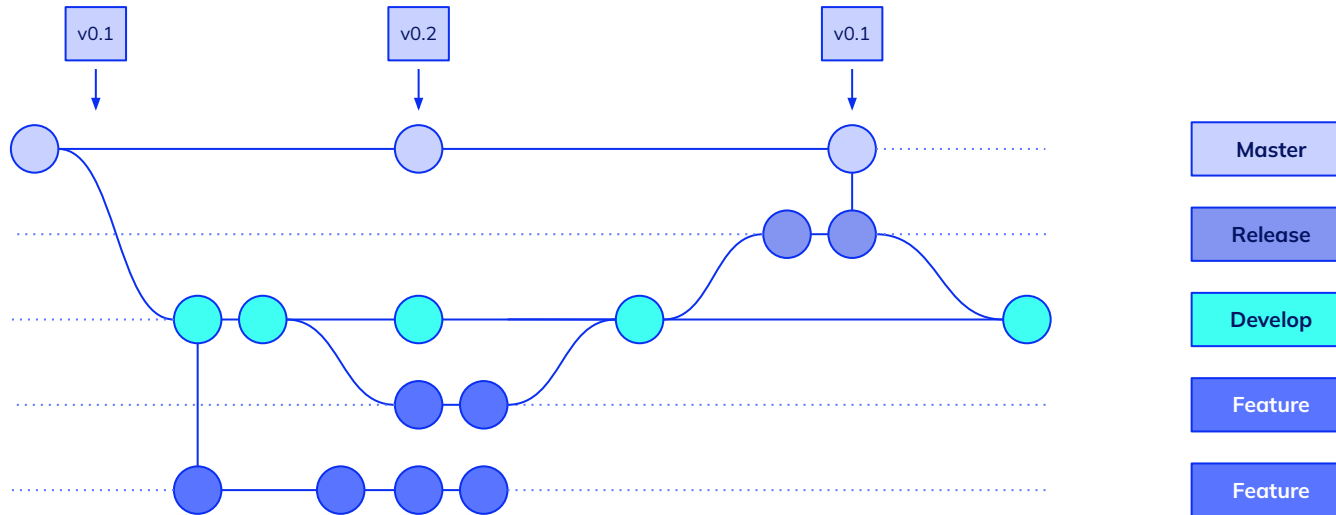 v0.1
v0.2
v0.1
Master
Release
Develop
Feature
Feature